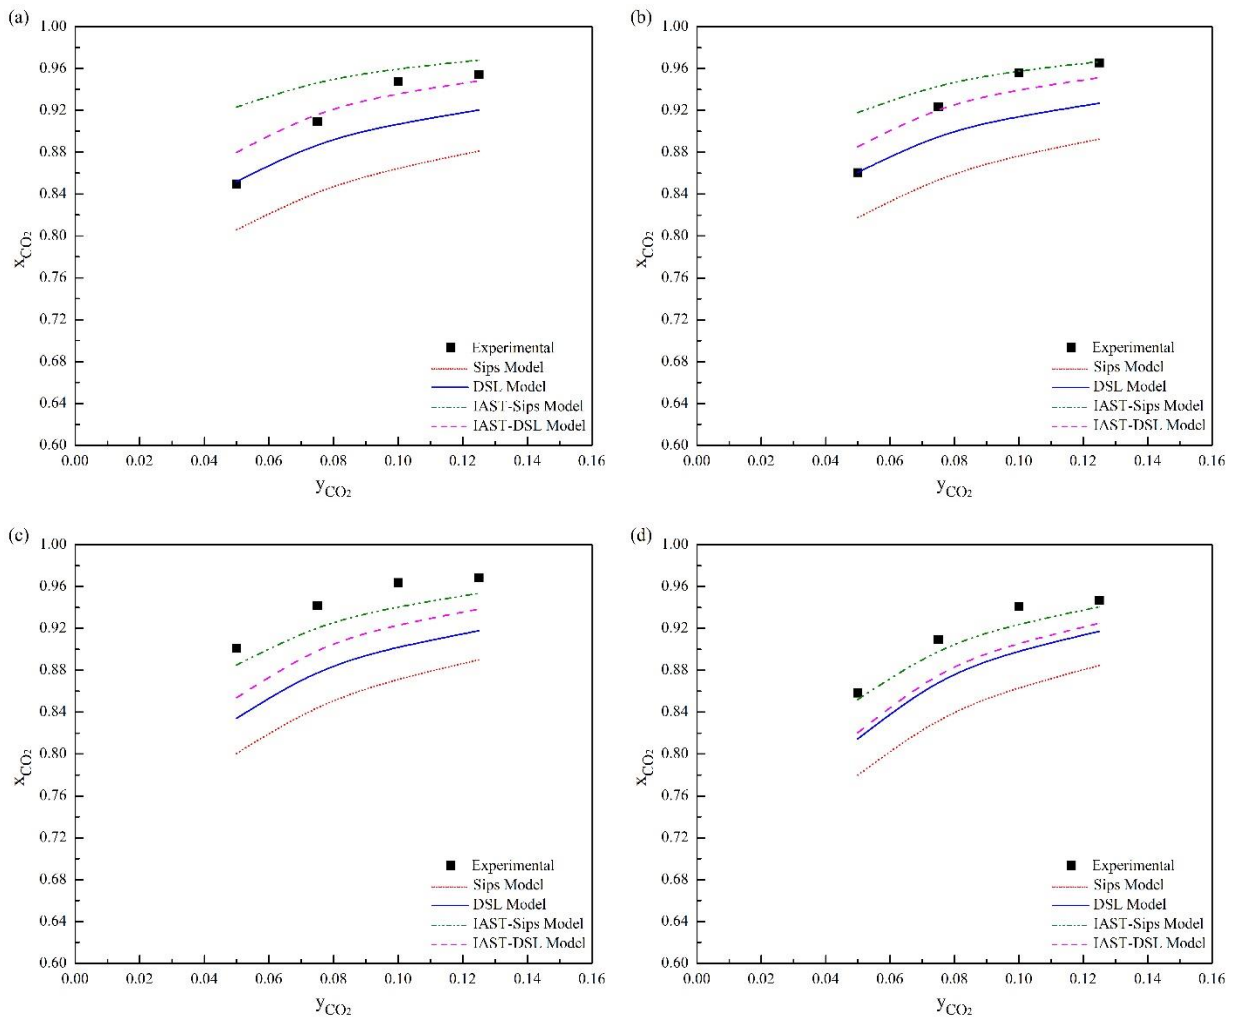 (a)
1.00
0.96
0.92
0.88
0.84
0.80
0.76
0.72
0.68
0.64
0.60
xCO2
Experimental
Sips Model
DSL Model
IAST-Sips Model
IAST-DSL Model
0.00 0.02 0.04 0.06 0.08 0.10 0.12 0.14 0.16
yCO2
(b)
1.00
0.96
0.92
0.88
0.84
0.80
0.76
0.72
0.68
0.64
0.60
xCO2
Experimental
Sips Model
DSL Model
IAST-Sips Model
IAST-DSL Model
0.00 0.02 0.04 0.06 0.08 0.10 0.12 0.14 0.16
yCO2
(c)
1.00
0.96
0.92
0.88
0.84
0.80
0.76
0.72
0.68
0.64
0.60
xCO2
Experimental
Sips Model
DSL Model
IAST-Sips Model
IAST-DSL Model
0.00 0.02 0.04 0.06 0.08 0.10 0.12 0.14 0.16
yCO2
(d)
1.00
0.96
0.92
0.88
0.84
0.80
0.76
0.72
0.68
0.64
0.60
xCO2
Experimental
Sips Model
DSL Model
IAST-Sips Model
IAST-DSL Model
0.00 0.02 0.04 0.06 0.08 0.10 0.12 0.14 0.16
yCO2